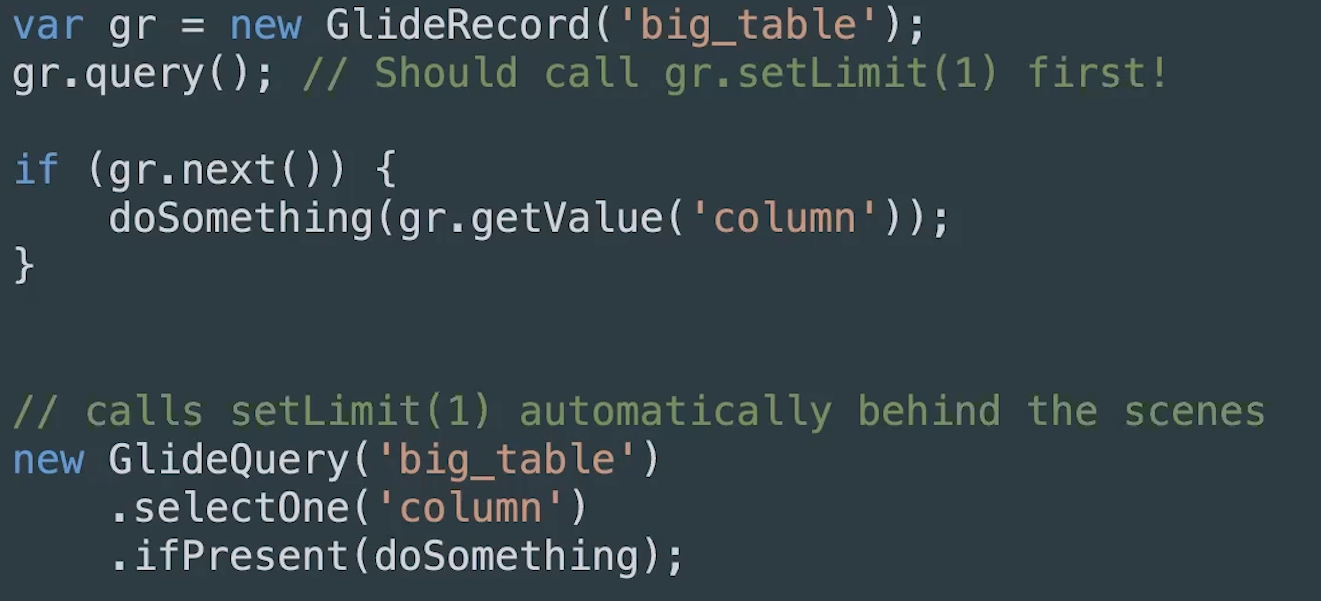 var gr = new GlideRecord('big_table');
gr.query(); // Should call gr.setLimit(1) first!
if (gr.next()) {
    doSomething(gr.getValue('column'));
}
// calls setLimit(1) automatically behind the scenes
new GlideQuery('big_table')
    .selectOne('column')
    .ifPresent(doSomething);